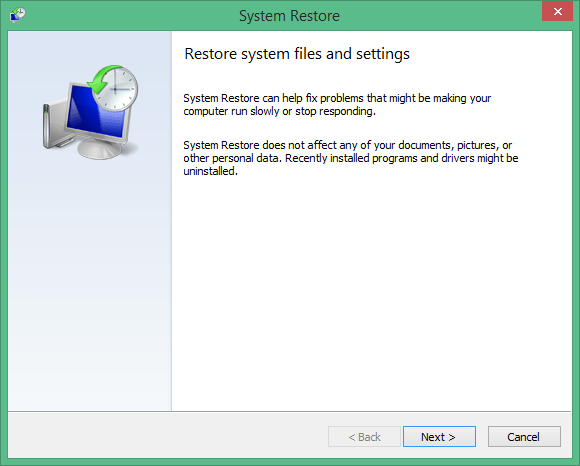 System Restore
Restore system files and settings
System Restore can help fix problems that might be making your
computer run slowly or stop responding.
System Restore does not affect any of your documents, pictures, or
other personal data. Recently installed programs and drivers might be
uninstalled.
< Back
Next >
Cancel